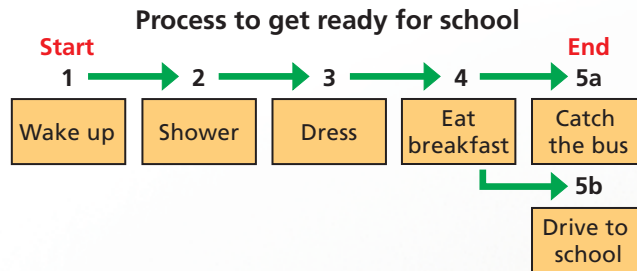 Process to get ready for school
Start
End
1
2
3
4
5a
Wake up
Shower
Dress
Eat
breakfast
Catch
the bus
5b
Drive to
school